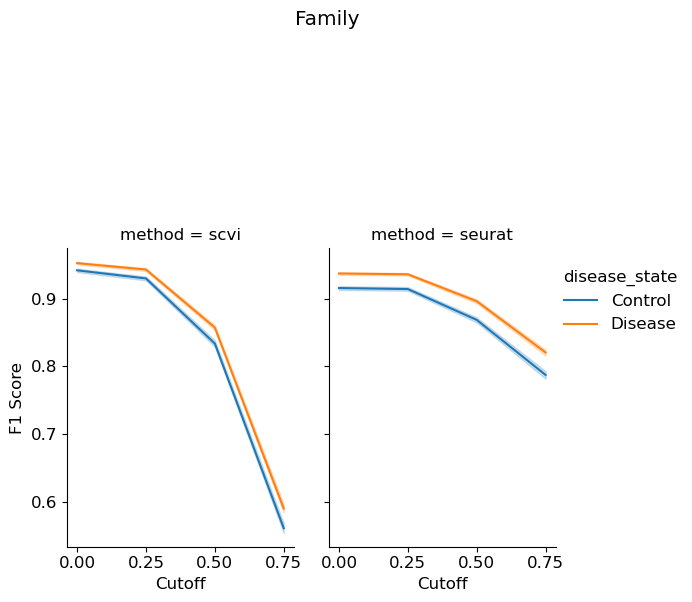 Family
method = scvi
method = seurat
disease_state
Control
Disease
F1 Score
0.9
0.8
0.7
0.6
0.00 0.25 0.50 0.75
0.00 0.25 0.50 0.75
Cutoff
Cutoff